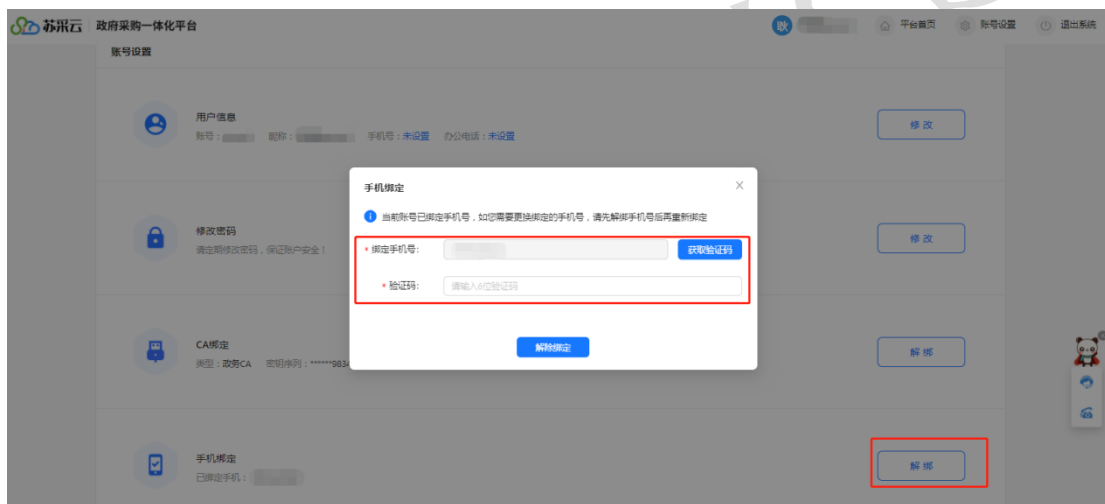 苏采云 政府采购一体化平台
耿 平台首页 账号设置 退出系统
账号设置
用户信息
账号： 昵称： 手机号：未设置 办公电话：未设置
修 改
修改密码
请定期修改密码，保证账户安全！
修 改
手机绑定
当前账号已绑定手机号，如您需要更换绑定的手机号，请先解绑手机号后再重新绑定
* 绑定手机号： 获取验证码
* 验证码： 请输入6位验证码
解除绑定
CA绑定
类型：政务CA 密钥序列：******983
解 绑
手机绑定
已绑定手机：
解 绑